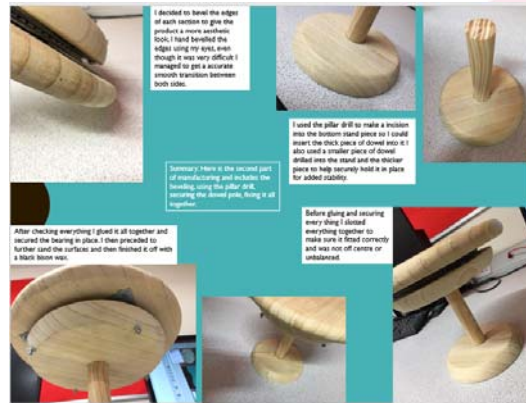 I decided to bevel the edges
of each section to give the
product a more aesthetic
look. I hand bevelled the
edges using my eyes, even
though it was very difficult I
managed to get a accurate
smooth transition between
both sides.
I used the pillar drill to make a incision
into the bottom stand piece so I could
insert the thick piece of dowel into it I
also used a smaller piece of dowel
drilled into the stand and the thicker
piece to help securely hold it in place
for added stability.
Summary: Here is the second part
of manufacturing and includes the
beveling, using the pillar drill,
securing the dowel pole, fixing it all
together.
After checking everything I glued it all together and
secured the bearing in place. I then preceded to
further sand the surfaces and then finished it off with
a black bison wax.
Before gluing and securing
every thing I slotted
everything together to
make sure it fitted correctly
and was not off centre or
unbalanced.